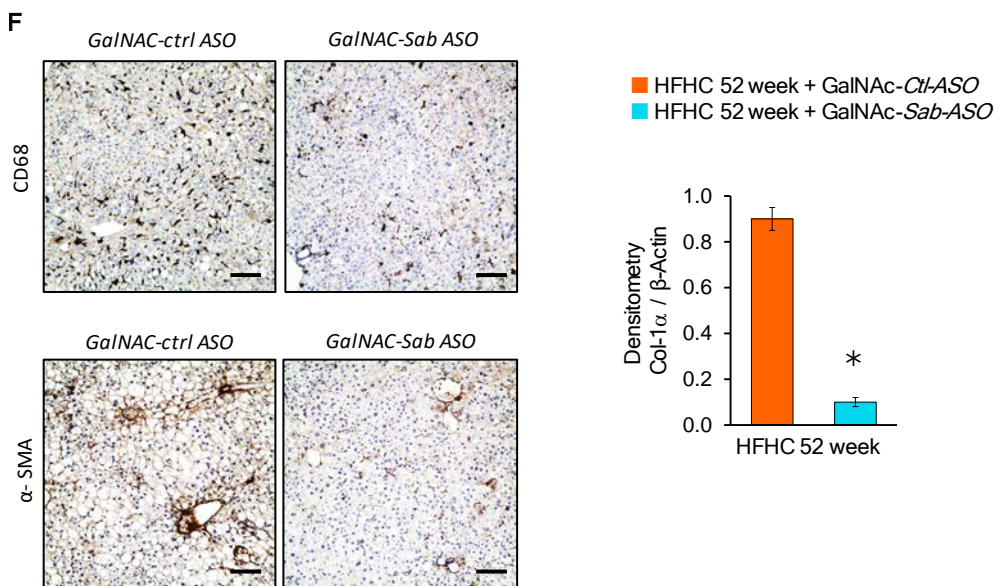 F
GalNAC-ctrl ASO
GalNAC-Sab ASO
CD68
GalNAC-ctrl ASO
GalNAC-Sab ASO
α- SMA
HFHC 52 week + GalNAc-Ctl-ASO
HFHC 52 week + GalNAc-Sab-ASO
Densitometry
Col-1α / β-Actin
1.0
0.8
0.6
0.4
0.2
0.0
*
HFHC 52 week